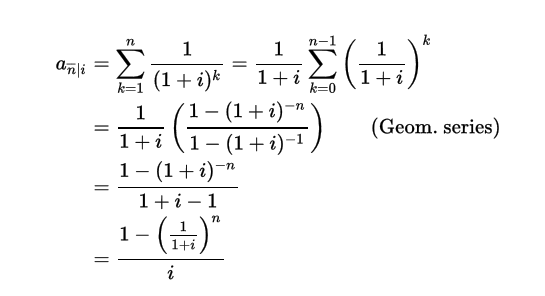 a_{\overline{n}|i} = \sum_{k=1}^{n} \frac{1}{(1+i)^k} = \frac{1}{1+i} \sum_{k=0}^{n-1} \left( \frac{1}{1+i} \right)^k
= \frac{1}{1+i} \left( \frac{1-(1+i)^{-n}}{1-(1+i)^{-1}} \right) (Geom. series)
= \frac{1-(1+i)^{-n}}{1+i-1}
= \frac{1-\left( \frac{1}{1+i} \right)^n}{i}